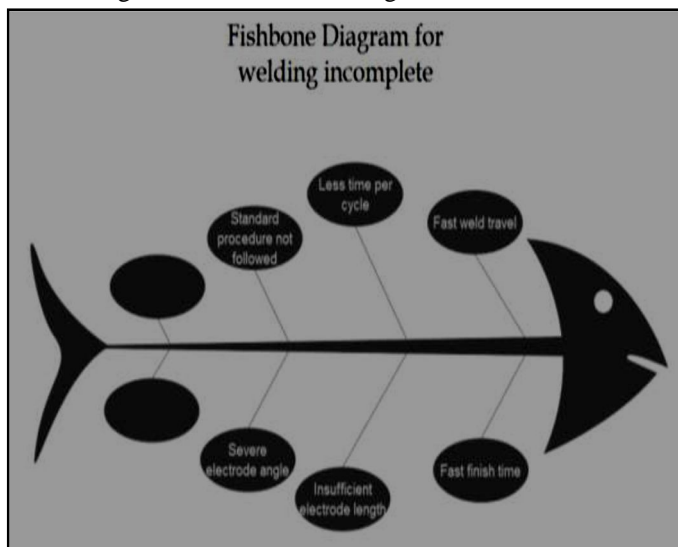 Fishbone Diagram for
welding incomplete
Less time per
cycle
Standard
procedure not
followed
Fast weld travel
Severe
electrode angle
Insufficient
electrode length
Fast finish time